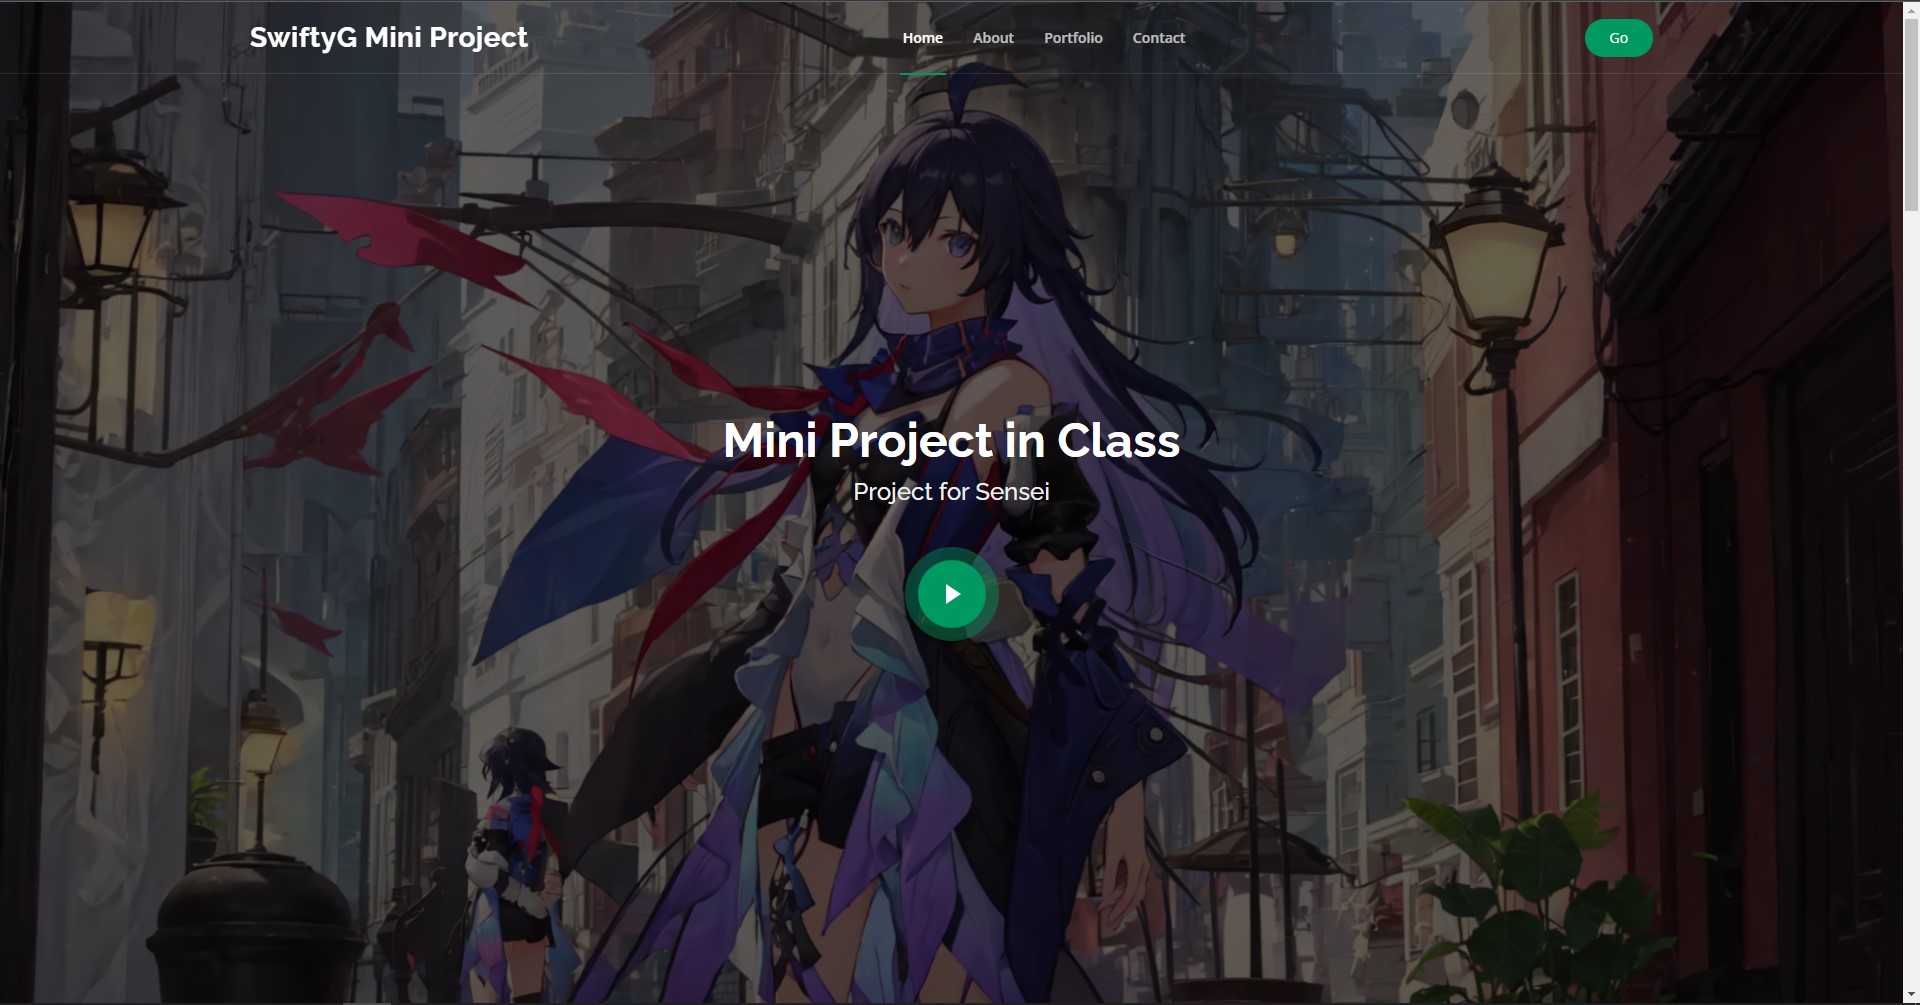 SwiftyG Mini Project
Home
About
Portfolio
Contact
Go
Mini Project in Class
Project for Sensei